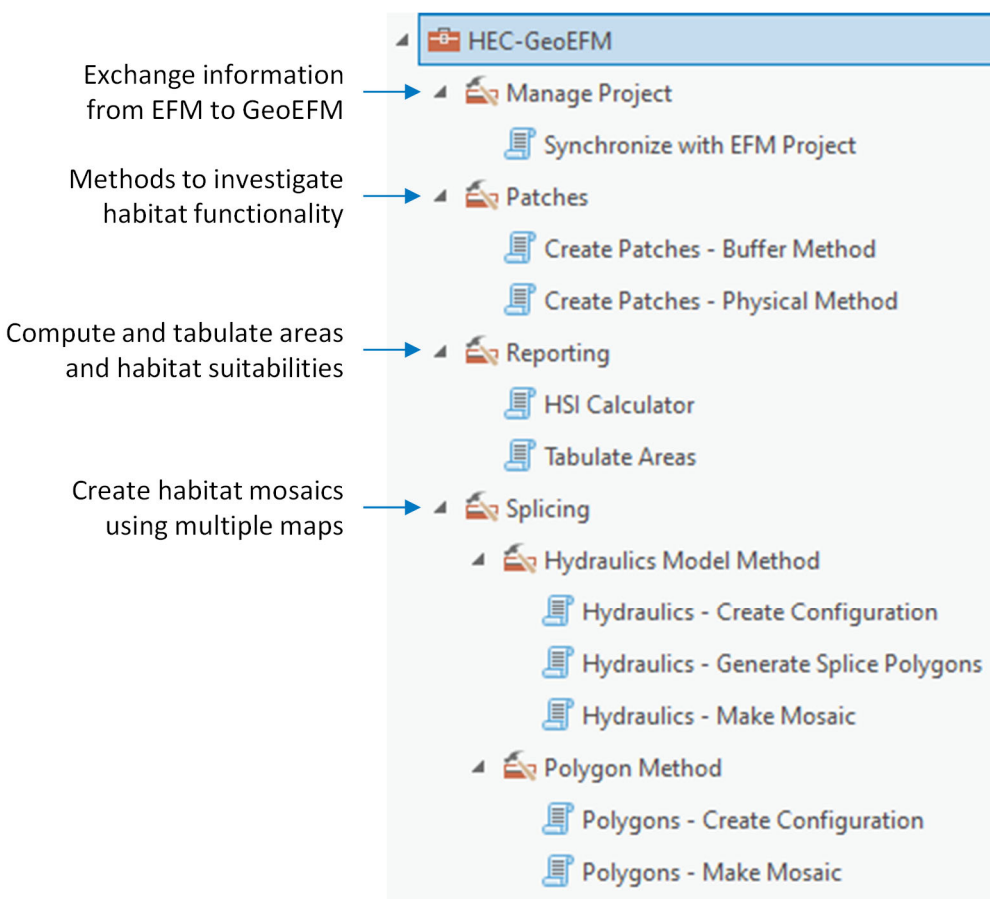 HEC-GeoEFM
Exchange information
from EFM to GeoEFM
Manage Project
Synchronize with EFM Project
Methods to investigate
habitat functionality
Patches
Create Patches - Buffer Method
Create Patches - Physical Method
Compute and tabulate areas
and habitat suitabilities
Reporting
HSI Calculator
Tabulate Areas
Create habitat mosaics
using multiple maps
Splicing
Hydraulics Model Method
Hydraulics - Create Configuration
Hydraulics - Generate Splice Polygons
Hydraulics - Make Mosaic
Polygon Method
Polygons - Create Configuration
Polygons - Make Mosaic